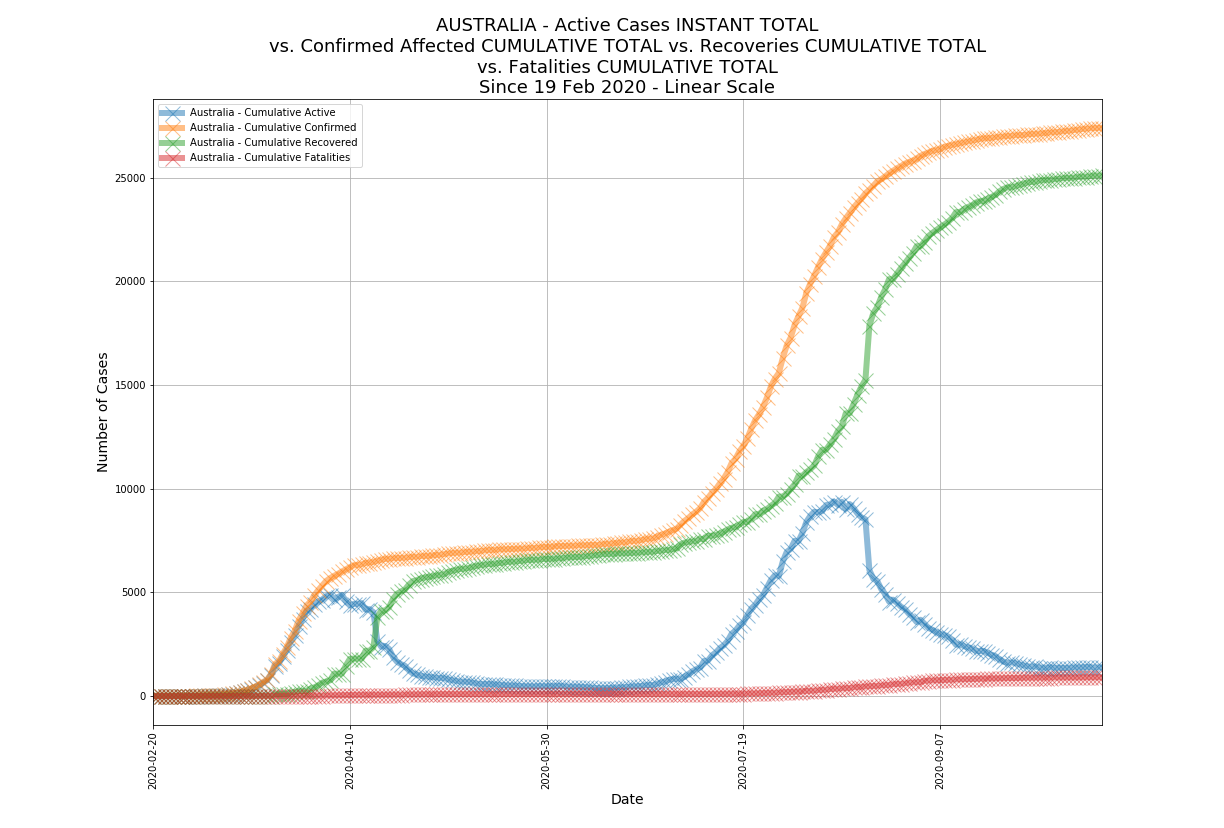 AUSTRALIA - Active Cases INSTANT TOTAL
vs. Confirmed Affected CUMULATIVE TOTAL vs. Recoveries CUMULATIVE TOTAL
vs. Fatalities CUMULATIVE TOTAL
Since 19 Feb 2020 - Linear Scale
Australia - Cumulative Active
Australia - Cumulative Confirmed
Australia - Cumulative Recovered
Australia - Cumulative Fatalities
Number of Cases
25000
20000
15000
10000
5000
0
2020-02-20
2020-04-10
2020-05-30
2020-07-19
2020-09-07
Date